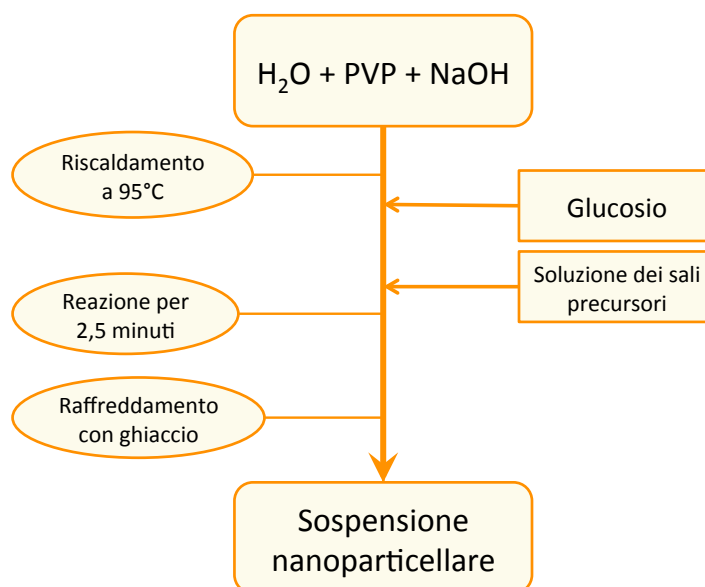 H₂O + PVP + NaOH
Riscaldamento
a 95°C
Glucosio
Soluzione dei sali
precursori
Reazione per
2,5 minuti
Raffreddamento
con ghiaccio
Sospensione
nanoparticellare